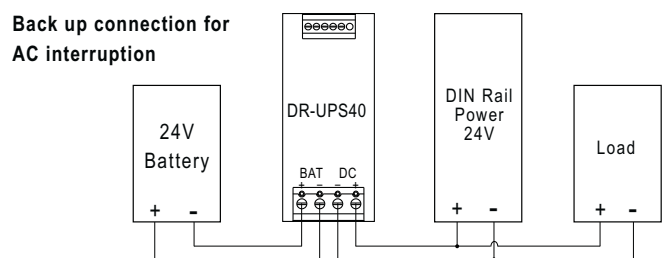 Back up connection for
AC interruption
DR-UPS40
DIN Rail
Power
24V
24V
Battery
Load
BAT DC
+ - - +
+ -
+ -
+ -